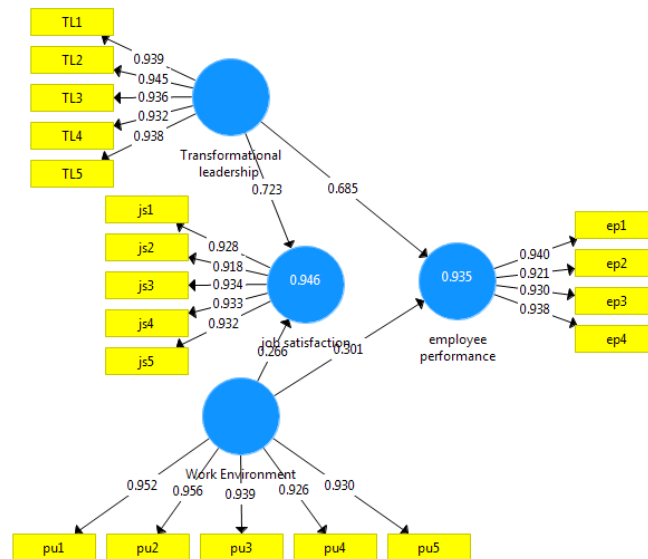 TL1
0.939
TL2
0.945
TL3
0.936
TL4
0.932
TL5
0.938
Transformational
leadership
0.723
0.685
js1
0.928
js2
0.918
js3
0.934
js4
0.933
js5
0.932
0.946
job satisfaction
0.266
0.935
employee
performance
0.301
ep1
0.940
ep2
0.921
ep3
0.930
ep4
0.938
Work Environment
0.952
0.956
0.939
0.926
0.930
pu1
pu2
pu3
pu4
pu5